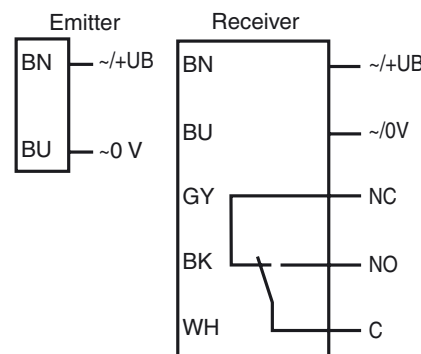 Emitter
BN ~/+UB
BU ~0 V
Receiver
BN ~/+UB
BU ~/0V
GY NC
BK NO
WH C